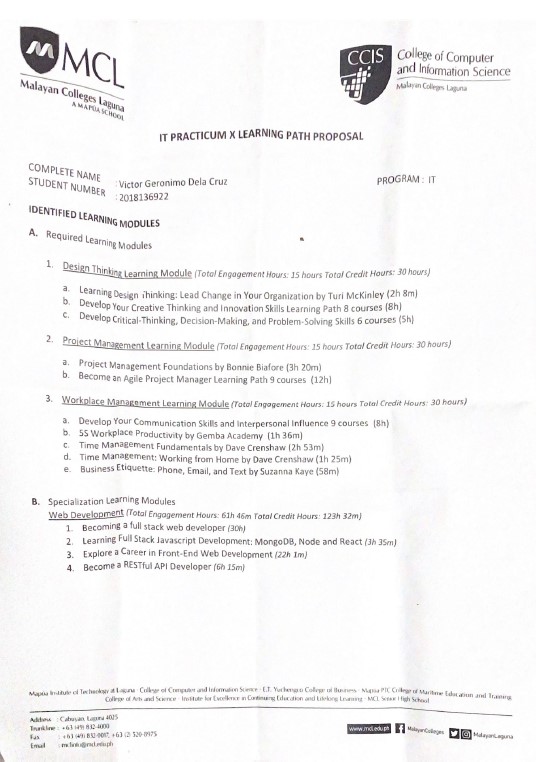 MCL
Malayan Colleges Laguna
A MAPÚA SCHOOL
CCIS
College of Computer
and Information Science
Malayan Colleges Laguna
IT PRACTICUM X LEARNING PATH PROPOSAL
COMPLETE NAME : Victor Geronimo Dela Cruz PROGRAM : IT
STUDENT NUMBER : 2018136922
IDENTIFIED LEARNING MODULES
A. Required Learning Modules
1. Design Thinking Learning Module (Total Engagement Hours: 15 hours Total Credit Hours: 30 hours)
a. Learning Design Thinking: Lead Change in Your Organization by Turi McKinley (2h 8m)
b. Develop Your Creative Thinking and Innovation Skills Learning Path 8 courses (8h)
c. Develop Critical-Thinking, Decision-Making, and Problem-Solving Skills 6 courses (5h)
2. Project Management Learning Module (Total Engagement Hours: 15 hours Total Credit Hours: 30 hours)
a. Project Management Foundations by Bonnie Biafore (3h 20m)
b. Become an Agile Project Manager Learning Path 9 courses (12h)
3. Workplace Management Learning Module (Total Engagement Hours: 15 hours Total Credit Hours: 30 hours)
a. Develop Your Communication Skills and Interpersonal Influence 9 courses (8h)
b. 5S Workplace Productivity by Gemba Academy (1h 36m)
c. Time Management Fundamentals by Dave Crenshaw (2h 53m)
d. Time Management: Working from Home by Dave Crenshaw (1h 25m)
e. Business Etiquette: Phone, Email, and Text by Suzanna Kaye (58m)
B. Specialization Learning Modules
Web Development (Total Engagement Hours: 61h 46m Total Credit Hours: 123h 32m)
1. Becoming a full stack web developer (30h)
2. Learning Full Stack Javascript Development: MongoDB, Node and React (3h 35m)
3. Explore a Career in Front-End Web Development (22h 1m)
4. Become a RESTful API Developer (6h 15m)
Mapúa Institute of Technology at Laguna · College of Computer and Information Science · E.T. Yuchengco College of Business · Mapúa PTC College of Maritime Education and Training
College of Arts and Science · Institute for Excellence in Continuing Education and Lifelong Learning · MCL Senior High School
Address : Cabuyao, Laguna 4025
Trunkline : +63 (49) 832-4000
Fax : +63 (49) 832-0017, +63 (2) 520-8975
Email : mclinfo@mcl.edu.ph
www.mcl.edu.ph MalayanColleges MalayanLaguna